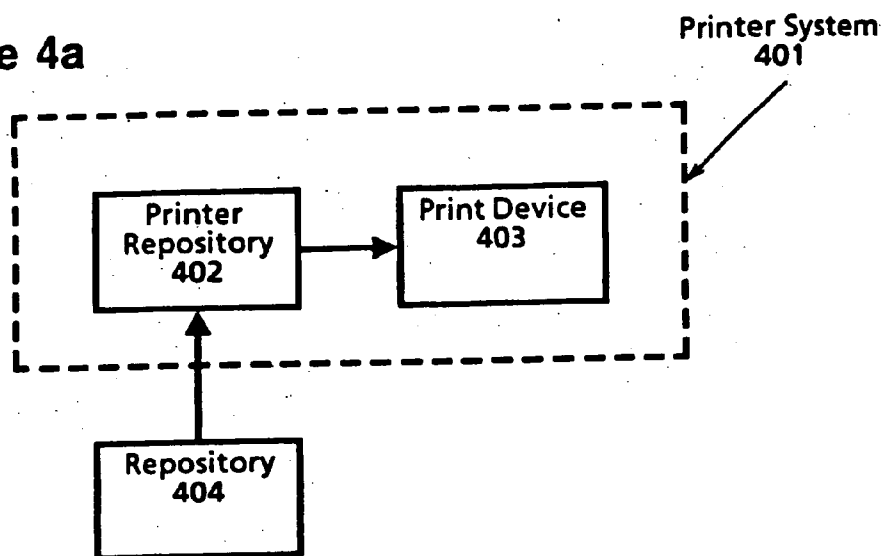 e 4a
Printer System
401
Printer
Repository
402
Print Device
403
Repository
404